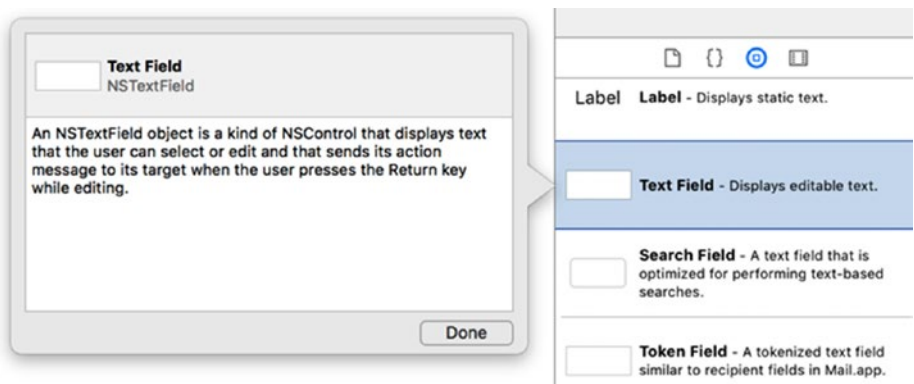 Text Field
NSTextField
An NSTextField object is a kind of NSControl that displays text
that the user can select or edit and that sends its action
message to its target when the user presses the Return key
while editing.
Done
{}
Label
Label - Displays static text.
Text Field - Displays editable text.
Search Field - A text field that is
optimized for performing text-based
searches.
Token Field - A tokenized text field
similar to recipient fields in Mail.app.